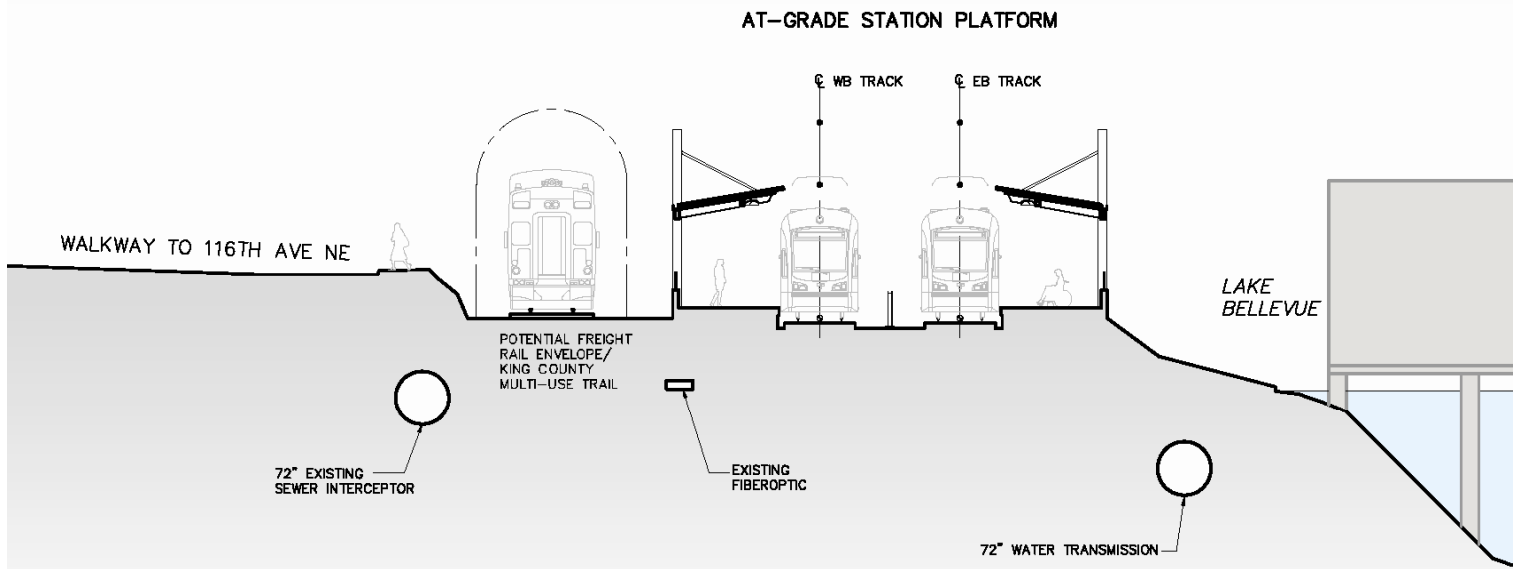 AT-GRADE STATION PLATFORM
℄ WB TRACK
℄ EB TRACK
WALKWAY TO 116TH AVE NE
LAKE
BELLEVUE
POTENTIAL FREIGHT
RAIL ENVELOPE/
KING COUNTY
MULTI-USE TRAIL
72" EXISTING
SEWER INTERCEPTOR
EXISTING
FIBEROPTIC
72" WATER TRANSMISSION